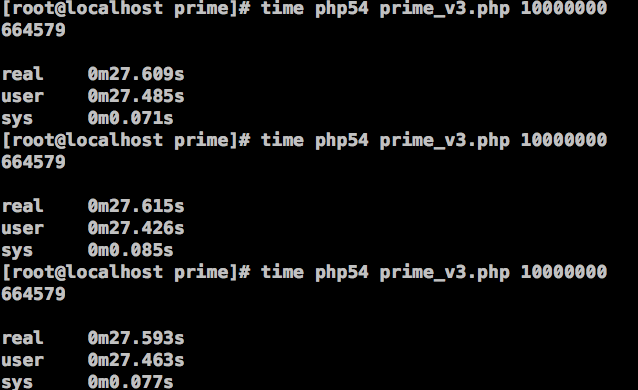 [root@localhost prime]# time php54 prime_v3.php 10000000
664579
real 0m27.609s
user 0m27.485s
sys 0m0.071s
[root@localhost prime]# time php54 prime_v3.php 10000000
664579
real 0m27.615s
user 0m27.426s
sys 0m0.085s
[root@localhost prime]# time php54 prime_v3.php 10000000
664579
real 0m27.593s
user 0m27.463s
sys 0m0.077s